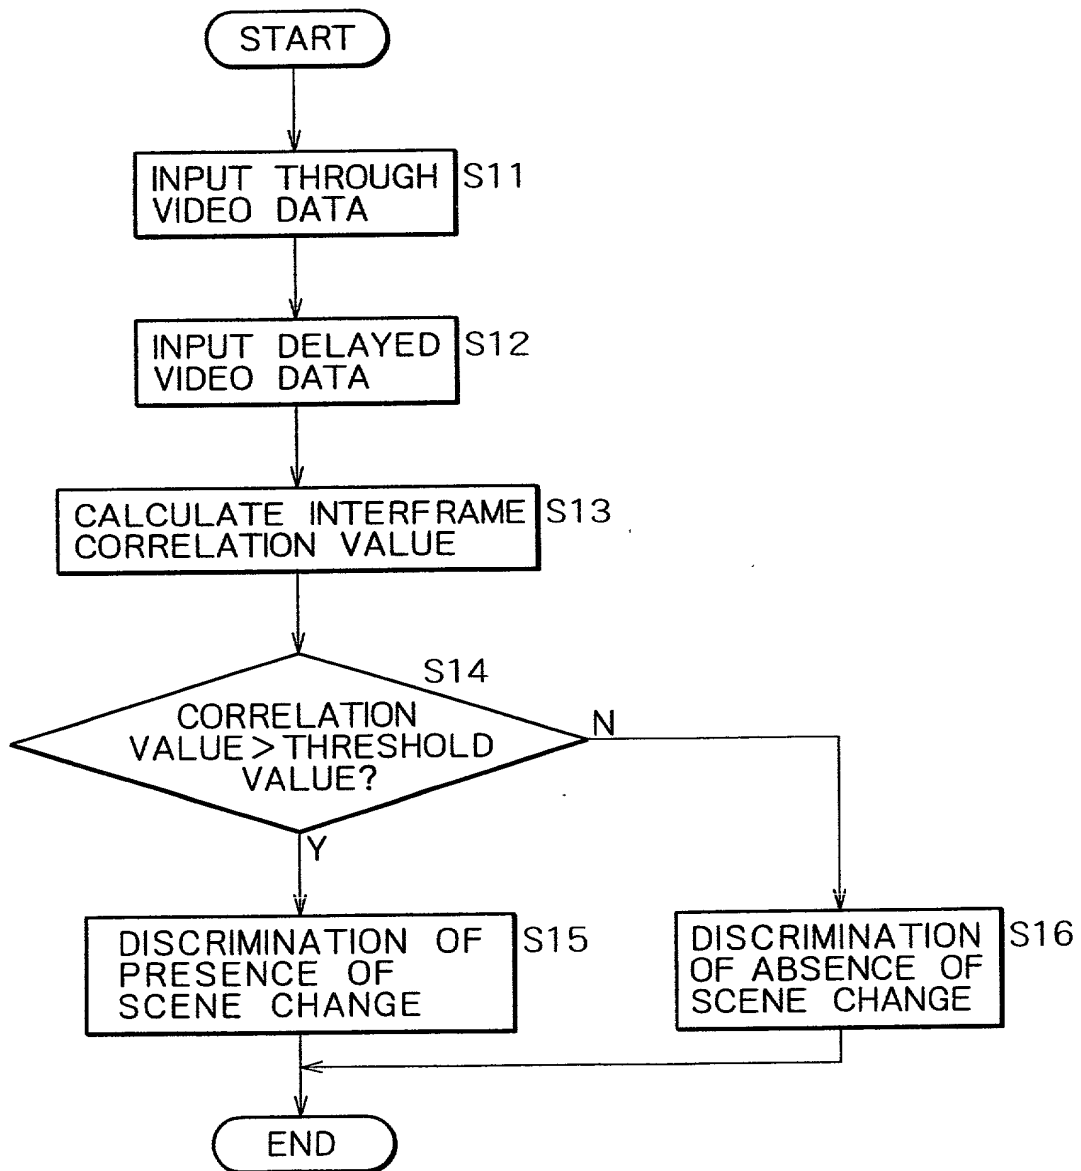 START
INPUT THROUGH
VIDEO DATA
S11
INPUT DELAYED
VIDEO DATA
S12
CALCULATE INTERFRAME
CORRELATION VALUE
S13
S14
CORRELATION
VALUE > THRESHOLD
VALUE?
N
Y
DISCRIMINATION OF
PRESENCE OF
SCENE CHANGE
S15
DISCRIMINATION
OF ABSENCE OF
SCENE CHANGE
S16
END